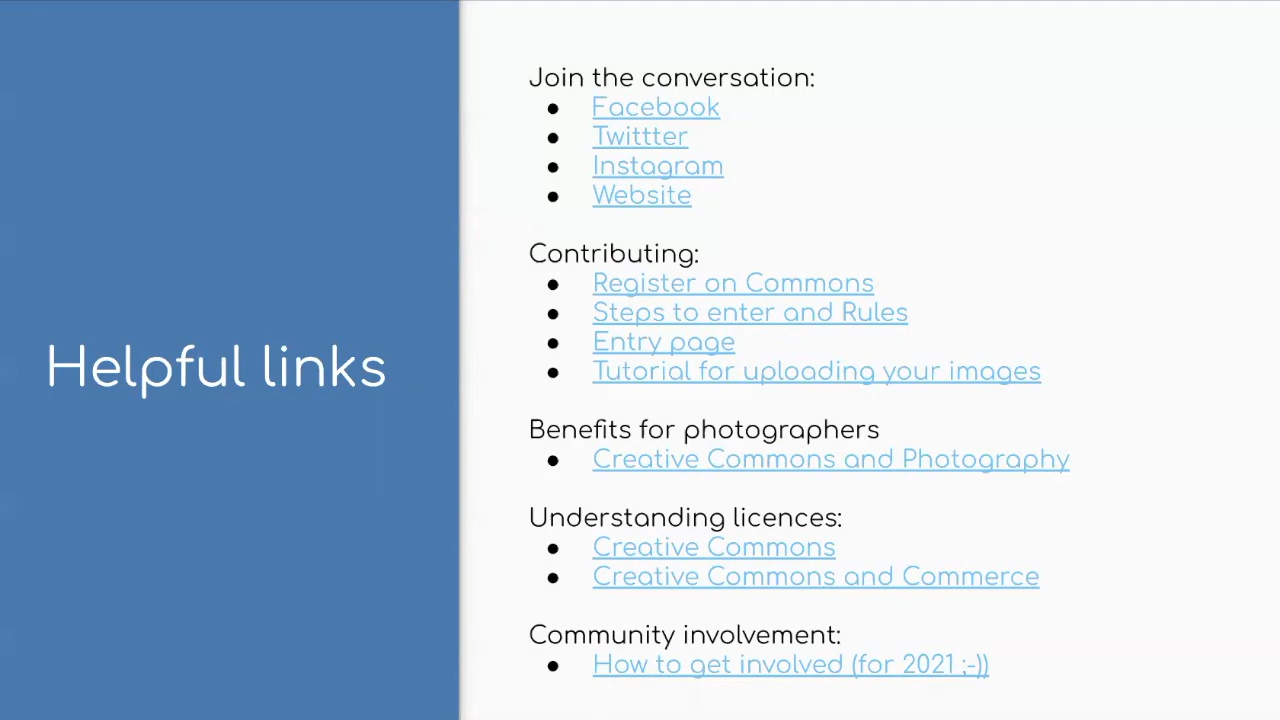 Helpful links
Join the conversation:
● Facebook
● Twittter
● Instagram
● Website
Contributing:
● Register on Commons
● Steps to enter and Rules
● Entry page
● Tutorial for uploading your images
Benefits for photographers
● Creative Commons and Photography
Understanding licences:
● Creative Commons
● Creative Commons and Commerce
Community involvement:
● How to get involved (for 2021 ;-))